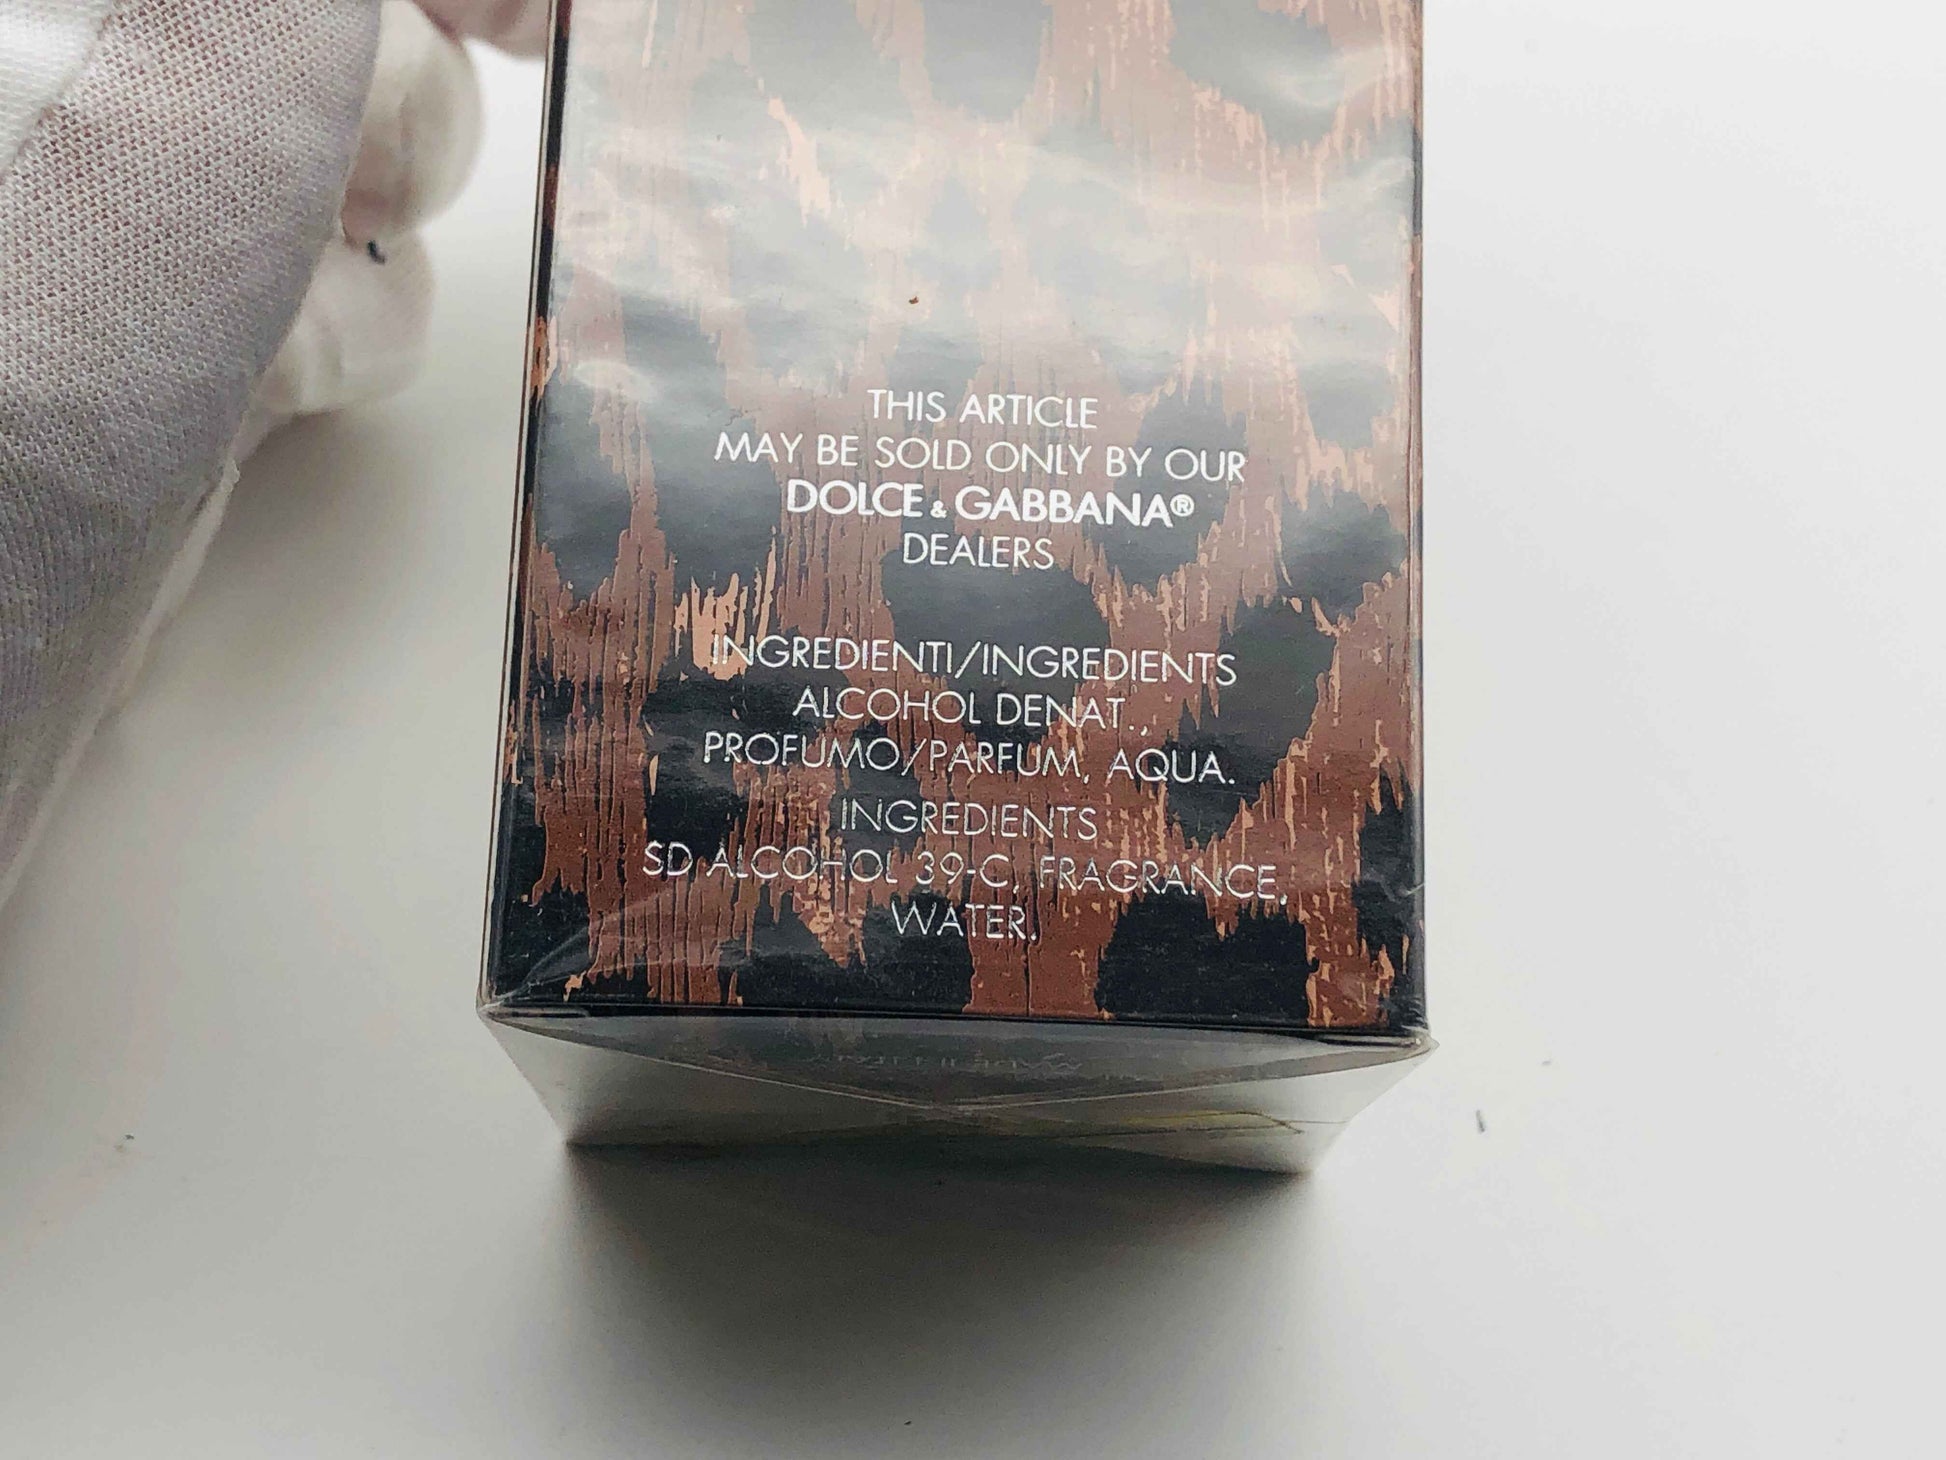 THIS ARTICLE
MAY BE SOLD ONLY BY OUR
DOLCE & GABBANA®
DEALERS
INGREDIENTI/INGREDIENTS
ALCOHOL DENAT.,
PROFUMO/PARFUM, AQUA.
INGREDIENTS
SD ALCOHOL 39-C, FRAGRANCE,
WATER.